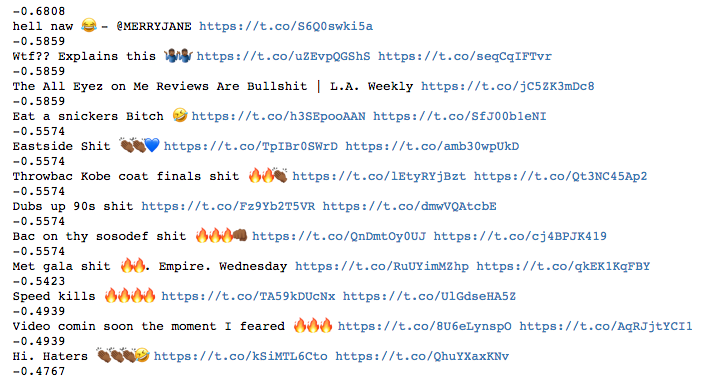 -0.6808
hell naw 😂 - @MERRYJANE https://t.co/S6Q0swki5a
-0.5859
Wtf?? Explains this 🤷🏿‍♂️🤷🏿‍♂️ https://t.co/uZEvpQGShS https://t.co/seqCqIFTvr
-0.5859
The All Eyez on Me Reviews Are Bullshit | L.A. Weekly https://t.co/jC5ZK3mDc8
-0.5859
Eat a snickers Bitch 🤣 https://t.co/h3SEpooAAN https://t.co/SfJ00b1eNI
-0.5574
Eastside Shit 👏🏾👏🏾💙 https://t.co/TpIBr0SWrD https://t.co/amb30wpUkD
-0.5574
Throwbac Kobe coat finals shit 🔥🔥👏🏾 https://t.co/lEtyRYjBzt https://t.co/Qt3NC45Ap2
-0.5574
Dubs up 90s shit https://t.co/Fz9Yb2T5VR https://t.co/dmwVQAtcbE
-0.5574
Bac on thy sosodef shit 🔥🔥🔥👊🏾 https://t.co/QnDmtOy0UJ https://t.co/cj4BPJK4l9
-0.5574
Met gala shit 🔥🔥. Empire. Wednesday https://t.co/RuUYimMZhp https://t.co/qkEKlKqFBY
-0.5423
Speed kills 🔥🔥🔥🔥 https://t.co/TA59kDUcNx https://t.co/UlGdseHA5Z
-0.4939
Video comin soon the moment I feared 🔥🔥🔥 https://t.co/8U6eLynspO https://t.co/AqRJjtYCI1
-0.4939
Hi. Haters 👏🏾👏🏾👏🏾🤣 https://t.co/kSiMTL6Cto https://t.co/QhuYXaxKNv
-0.4767